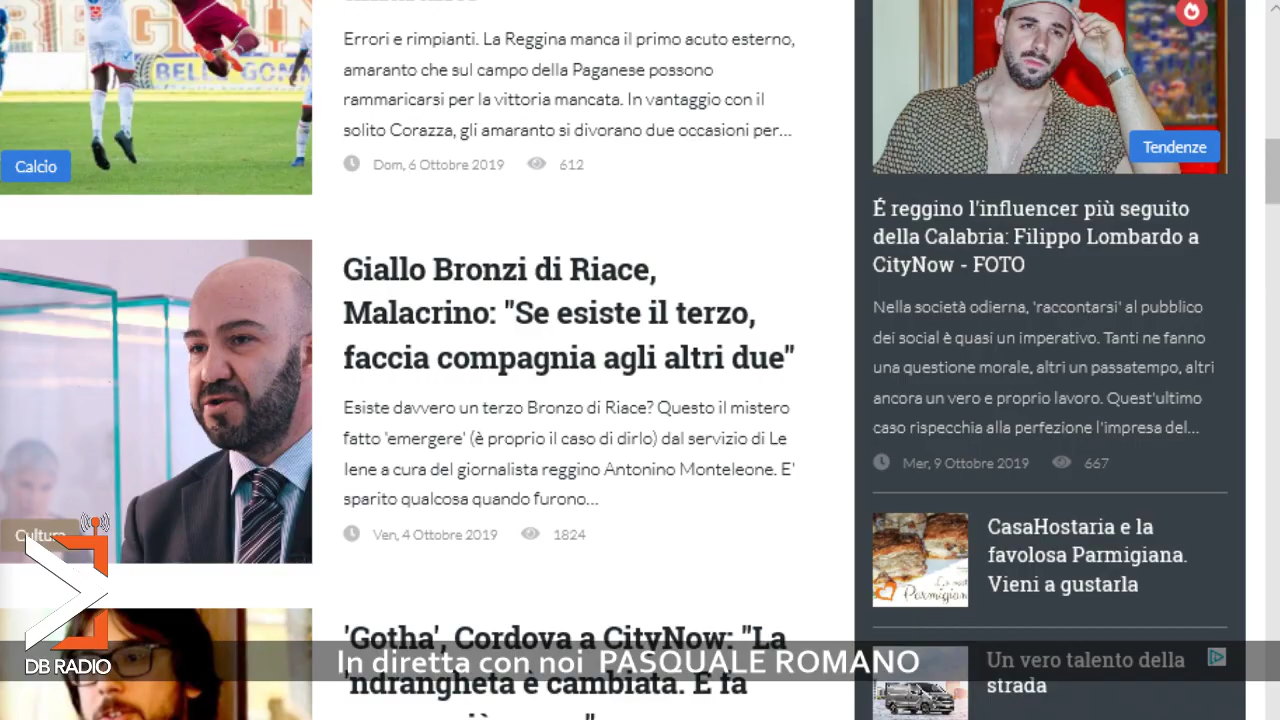 BELLE GOMM
Calcio
Errori e rimpianti. La Reggina manca il primo acuto esterno,
amaranto che sul campo della Paganese possono
rammaricarsi per la vittoria mancata. In vantaggio con il
solito Corazza, gli amaranto si divorano due occasioni per...
Dom, 6 Ottobre 2019 612
Giallo Bronzi di Riace,
Malacrino: "Se esiste il terzo,
faccia compagnia agli altri due"
Esiste davvero un terzo Bronzo di Riace? Questo il mistero
fatto 'emergere' (è proprio il caso di dirlo) dal servizio di Le
Iene a cura del giornalista reggino Antonino Monteleone. E'
sparito qualcosa quando furono...
Ven, 4 Ottobre 2019 1824
Cultura
'Gotha', Cordova a CityNow: "La
'ndrangheta è cambiata. E fa
Tendenze
É reggino l'influencer più seguito
della Calabria: Filippo Lombardo a
CityNow - FOTO
Nella società odierna, 'raccontarsi' al pubblico
dei social è quasi un imperativo. Tanti ne fanno
una questione morale, altri un passatempo, altri
ancora un vero e proprio lavoro. Quest'ultimo
caso rispecchia alla perfezione l'impresa del...
Mer, 9 Ottobre 2019 667
Parmigian
CasaHostaria e la
favolosa Parmigiana.
Vieni a gustarla
Un vero talento della
strada
DB RADIO
In diretta con noi PASQUALE ROMANO